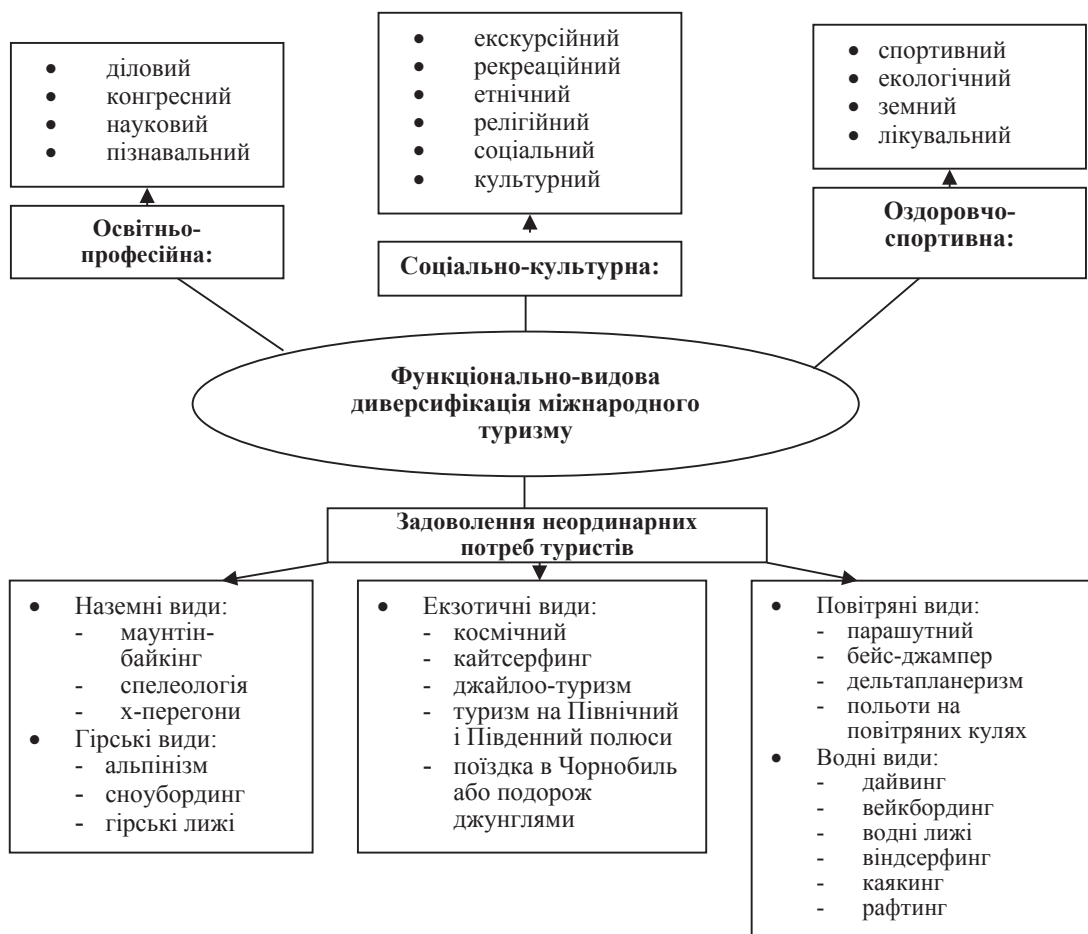 • діловий
• конгресний
• науковий
• пізнавальний
Освітньо-
професійна:
• екскурсійний
• рекреаційний
• етнічний
• релігійний
• соціальний
• культурний
Соціально-культурна:
• спортивний
• екологічний
• земний
• лікувальний
Оздоровчо-
спортивна:
Функціонально-видова
диверсифікація міжнародного
туризму
Задоволення неординарних
потреб туристів
• Наземні види:
- маунтін-
байкінг
- спелеологія
- х-перегони
• Гірські види:
- альпінізм
- сноубординг
- гірські лижі
• Екзотичні види:
- космічний
- кайтсерфинг
- джайлоо-туризм
- туризм на Північний
і Південний полюси
- поїздка в Чорнобиль
або подорож
джунглями
• Повітряні види:
- парашутний
- бейс-джампер
- дельтапланеризм
- польоти на
повітряних кулях
• Водні види:
- дайвинг
- вейкбординг
- водні лижі
- віндсерфинг
- каякинг
- рафтинг